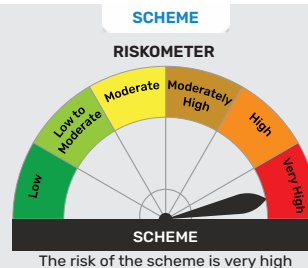 SCHEME
RISKOMETER
Low
Low to
Moderate
Moderate
Moderately
High
High
Very High
SCHEME
The risk of the scheme is very high